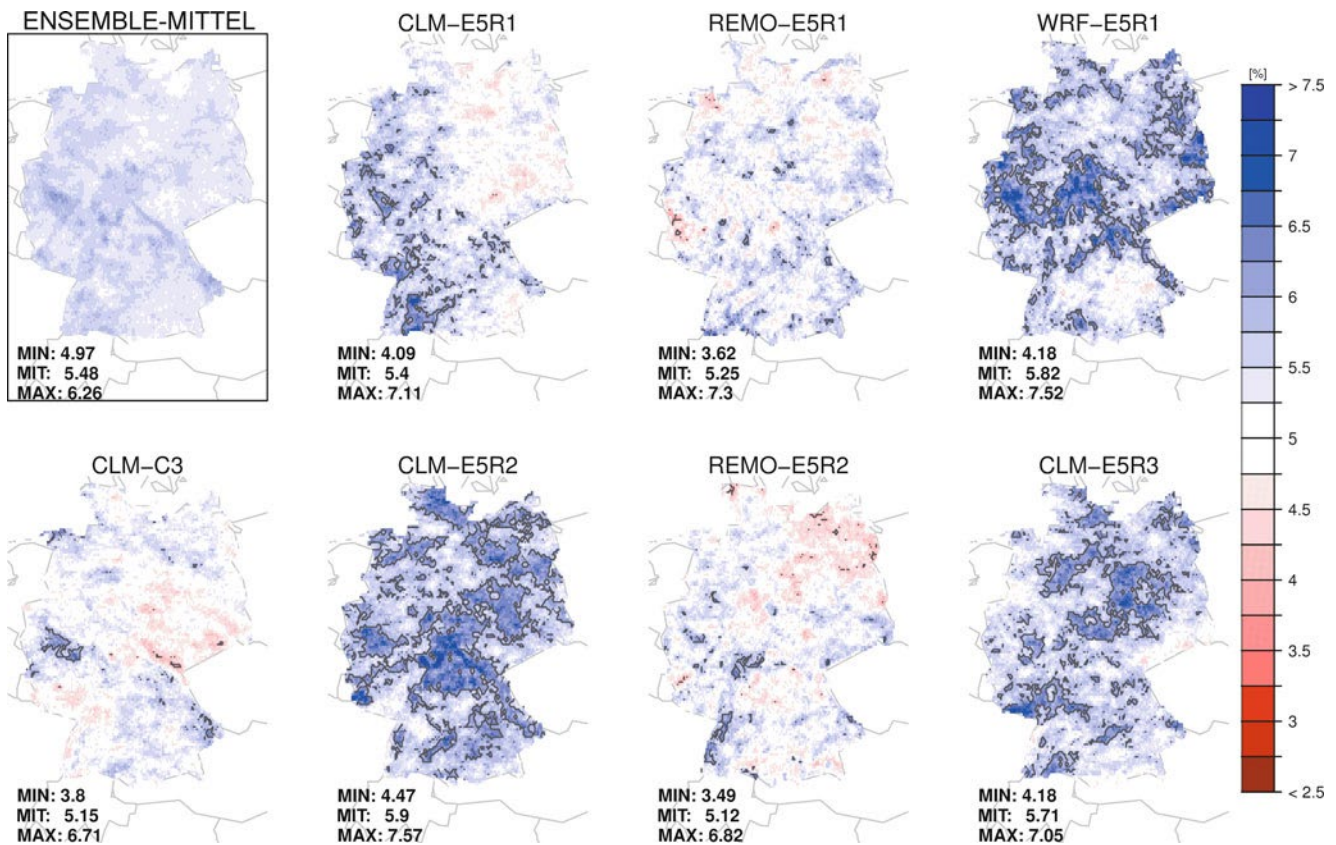 ENSEMBLE-MITTEL
CLM-E5R1
REMO-E5R1
WRF-E5R1
MIN: 4.97
MIT: 5.48
MAX: 6.26
MIN: 4.09
MIT: 5.4
MAX: 7.11
MIN: 3.62
MIT: 5.25
MAX: 7.3
MIN: 4.18
MIT: 5.82
MAX: 7.52
CLM-C3
CLM-E5R2
REMO-E5R2
CLM-E5R3
MIN: 3.8
MIT: 5.15
MAX: 6.71
MIN: 4.47
MIT: 5.9
MAX: 7.57
MIN: 3.49
MIT: 5.12
MAX: 6.82
MIN: 4.18
MIT: 5.71
MAX: 7.05
[%]
> 7.5
7
6.5
6
5.5
5
4.5
4
3.5
3
< 2.5